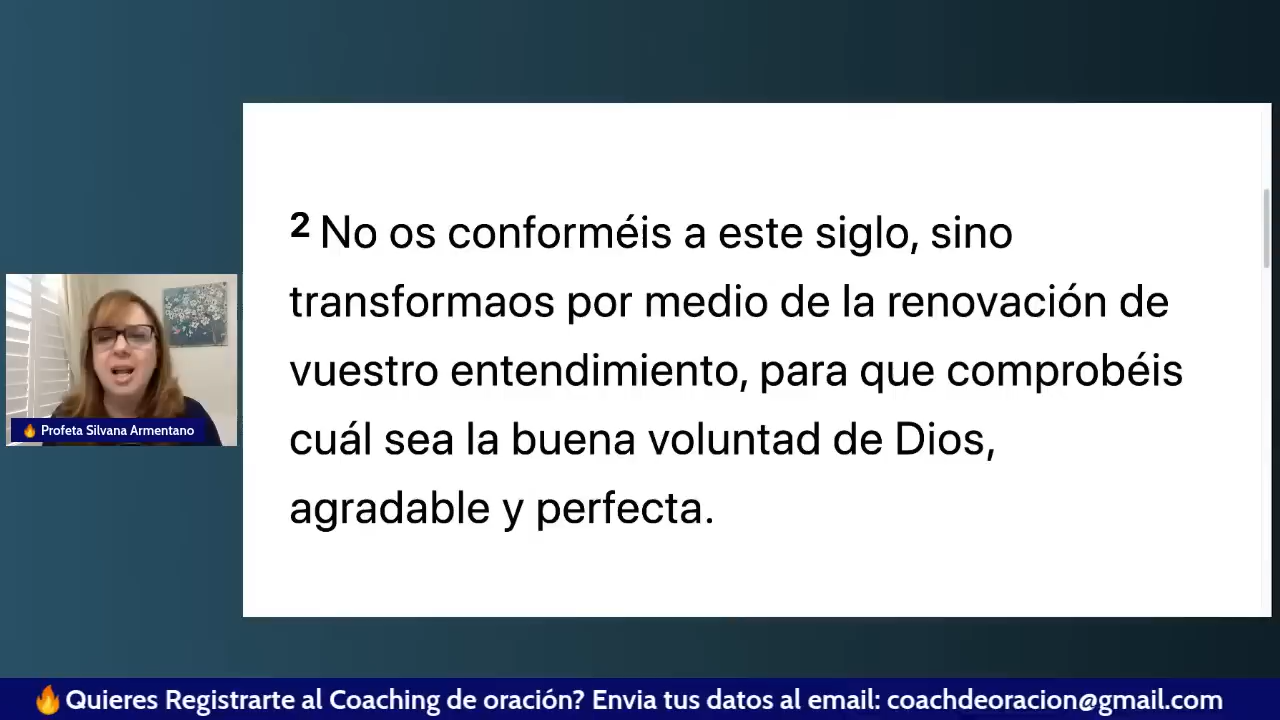 2 No os conforméis a este siglo, sino
transformaos por medio de la renovación de
vuestro entendimiento, para que comprobéis
cuál sea la buena voluntad de Dios,
agradable y perfecta.
🔥 Profeta Silvana Armentano
🔥Quieres Registrarte al Coaching de oración? Envia tus datos al email: coachdeoracion@gmail.com